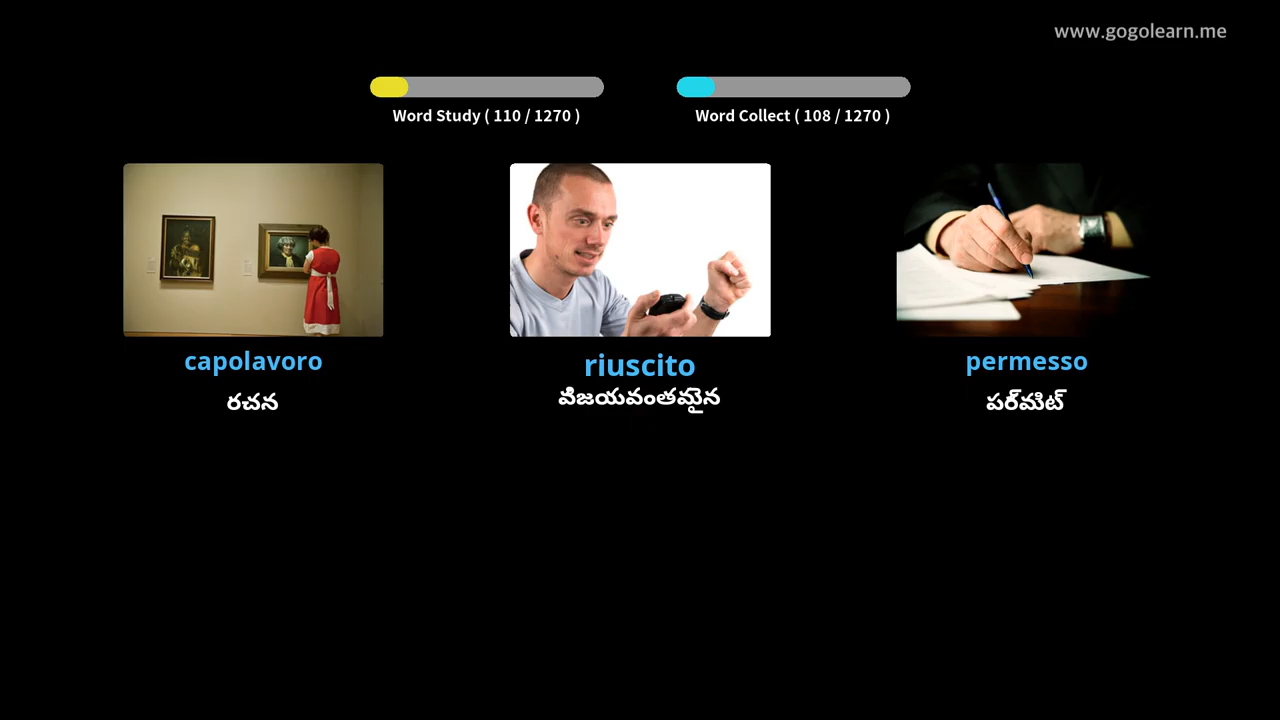 www.gogolearn.me
Word Study ( 110 / 1270 )
Word Collect ( 108 / 1270 )
capolavoro
riuscito
permesso
రచన
విజయవంతమైన
పర్మిట్